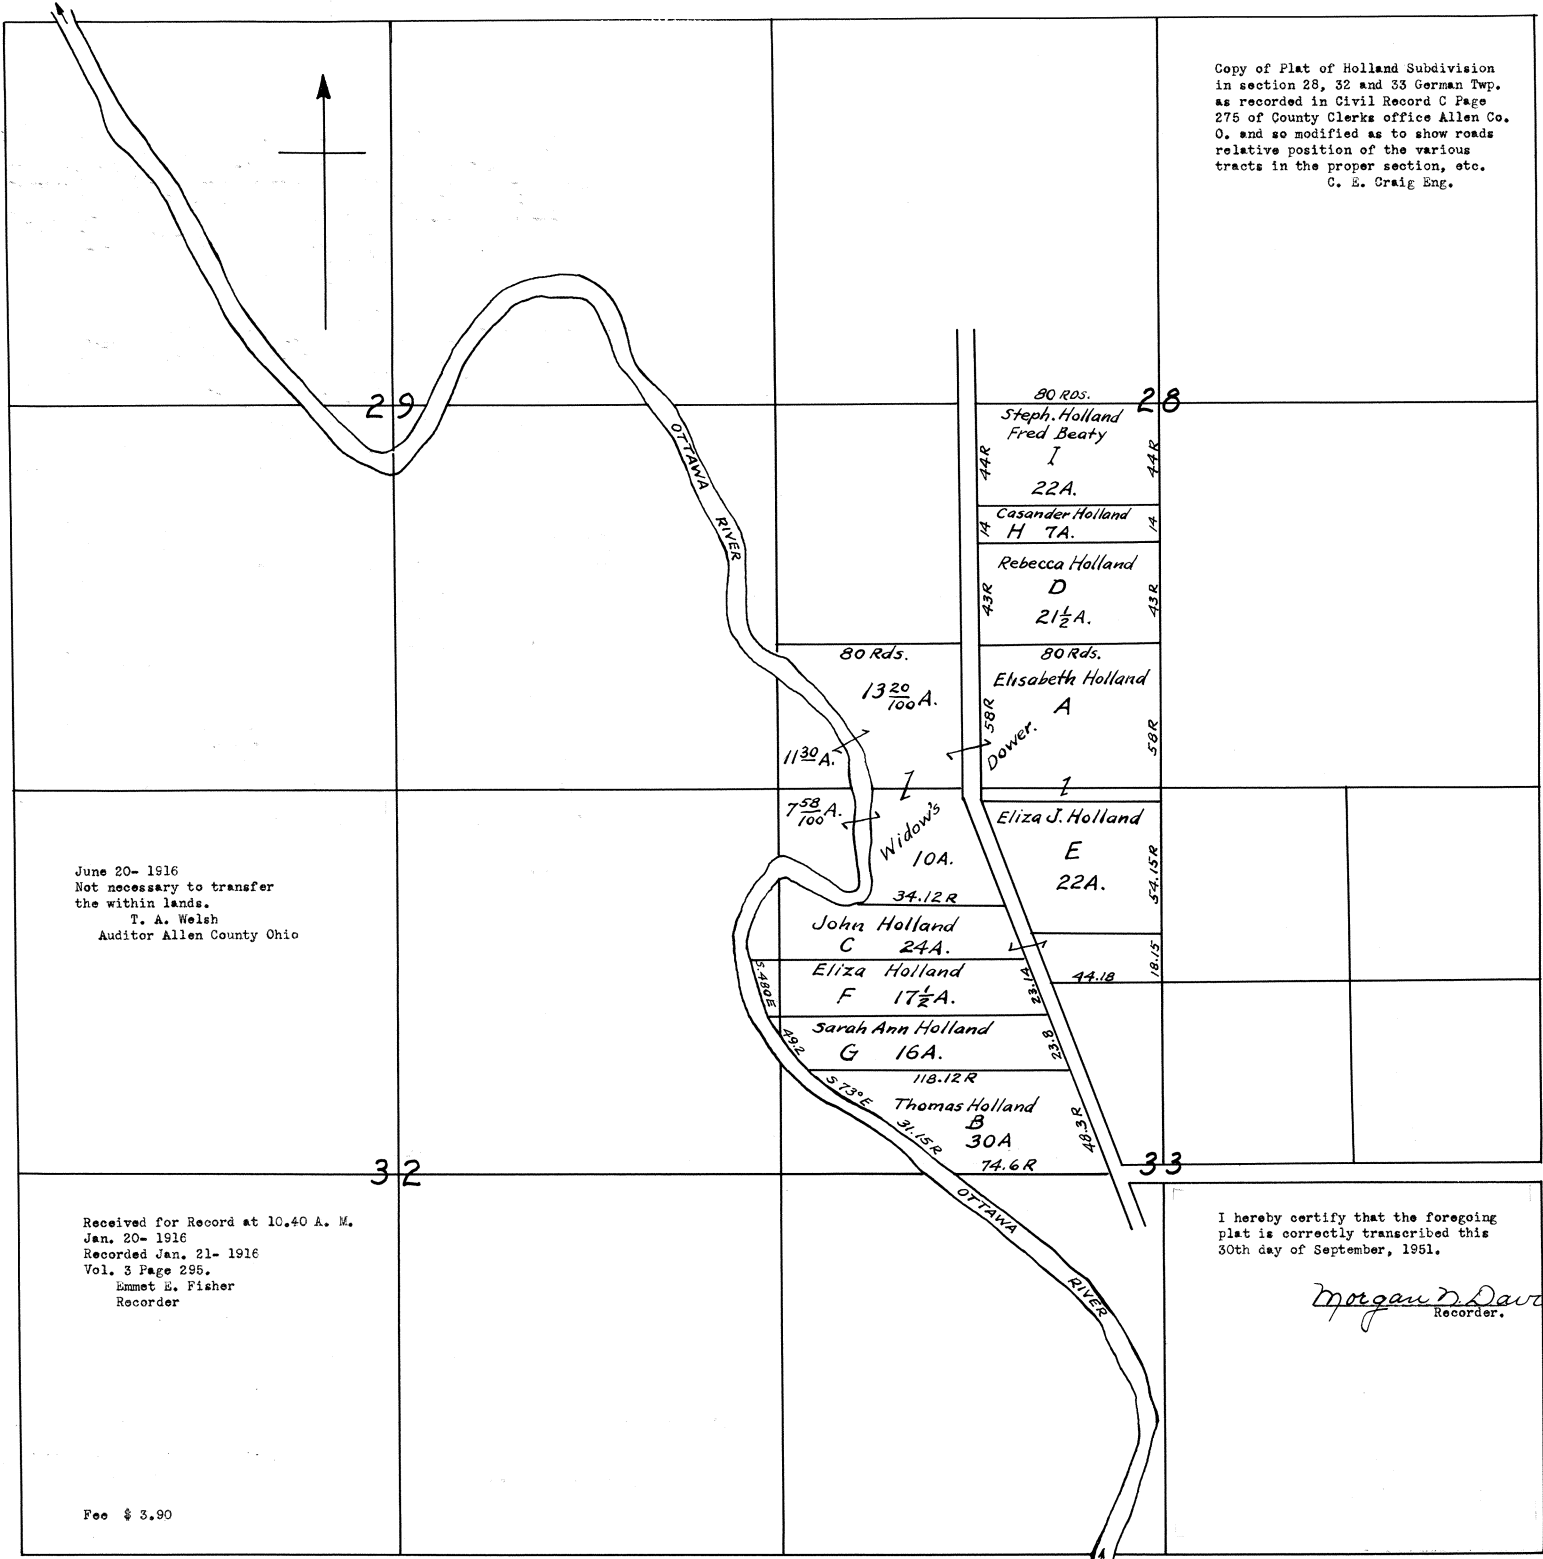 Copy of Plat of Holland Subdivision
in section 28, 32 and 33 German Twp.
as recorded in Civil Record C Page
275 of County Clerks office Allen Co.
O. and so modified as to show roads
relative position of the various
tracts in the proper section, etc.
C. E. Craig Eng.
29
28
80 RDS.
Steph. Holland
Fred Beaty
I
44R
44R
22A.
Casander Holland
14
H 7A.
14
Rebecca Holland
D
43R
43R
21 1/2 A.
OTTAWA
RIVER
80 Rds.
80 Rds.
13 20/100 A.
Elisabeth Holland
A
58R
58R
Dower.
11 30 A.
7 58/100 A.
Widow's
10A.
34.12 R
Eliza J. Holland
E
22A.
54.15R
John Holland
C 24A.
18.15
44.18
Eliza Holland
F 17 1/2 A.
S.480E
23.14
Sarah Ann Holland
G 16A.
49.2
23.8
118.12 R
S 73° E
Thomas Holland
B
30A
31.15R
48.3R
74.6 R
32
33
OTTAWA
RIVER
June 20- 1916
Not necessary to transfer
the within lands.
T. A. Welsh
Auditor Allen County Ohio
Received for Record at 10.40 A. M.
Jan. 20- 1916
Recorded Jan. 21- 1916
Vol. 3 Page 295.
Emmet E. Fisher
Recorder
Fee $ 3.90
I hereby certify that the foregoing
plat is correctly transcribed this
30th day of September, 1951.
Morgan N. Davi
Recorder.